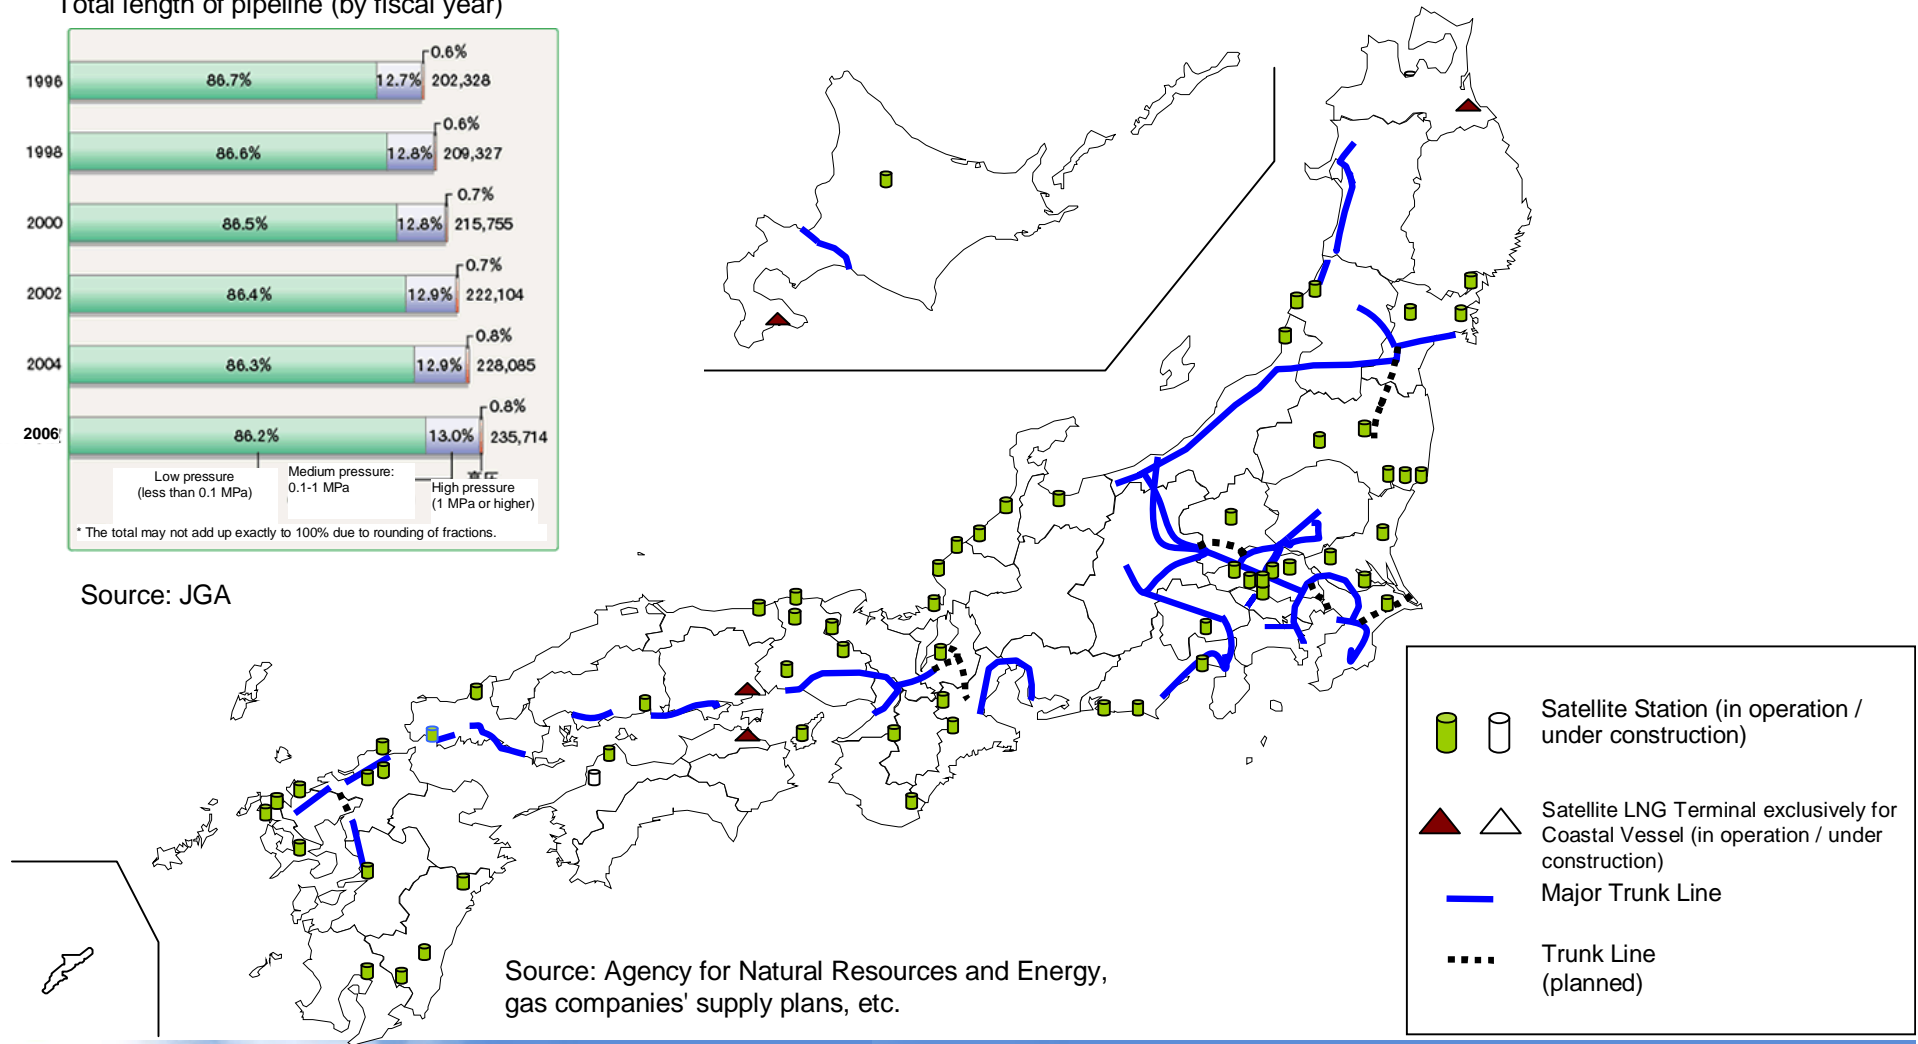 Total length of pipeline (by fiscal year)
0.6%
1996 86.7% 12.7% 202,328
0.6%
1998 86.6% 12.8% 209,327
0.7%
2000 86.5% 12.8% 215,755
0.7%
2002 86.4% 12.9% 222,104
0.8%
2004 86.3% 12.9% 228,085
0.8%
2006 86.2% 13.0% 235,714
Low pressure
(less than 0.1 MPa)
Medium pressure:
0.1-1 MPa
High pressure
(1 MPa or higher)
* The total may not add up exactly to 100% due to rounding of fractions.
Source: JGA
Satellite Station (in operation /
under construction)
Satellite LNG Terminal exclusively for
Coastal Vessel (in operation / under
construction)
Major Trunk Line
Trunk Line
(planned)
Source: Agency for Natural Resources and Energy,
gas companies' supply plans, etc.